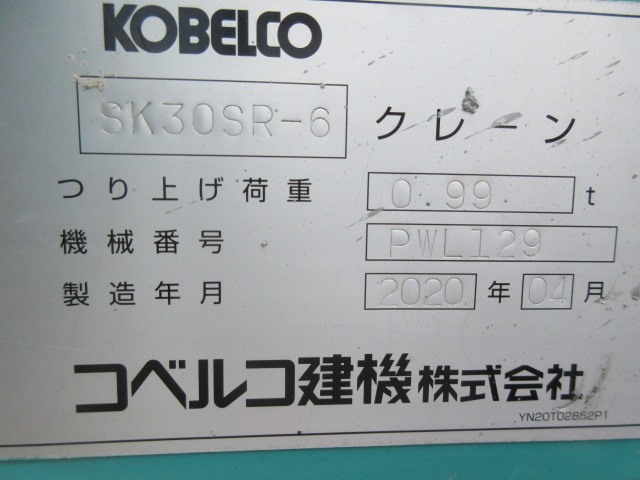 KOBELCO
SK30SR-6 クレーン
つり上げ荷重 0.99 t
機械番号 PWL129
製造年月 2020 年 04 月
コベルコ建機株式会社
YN20T02852P1